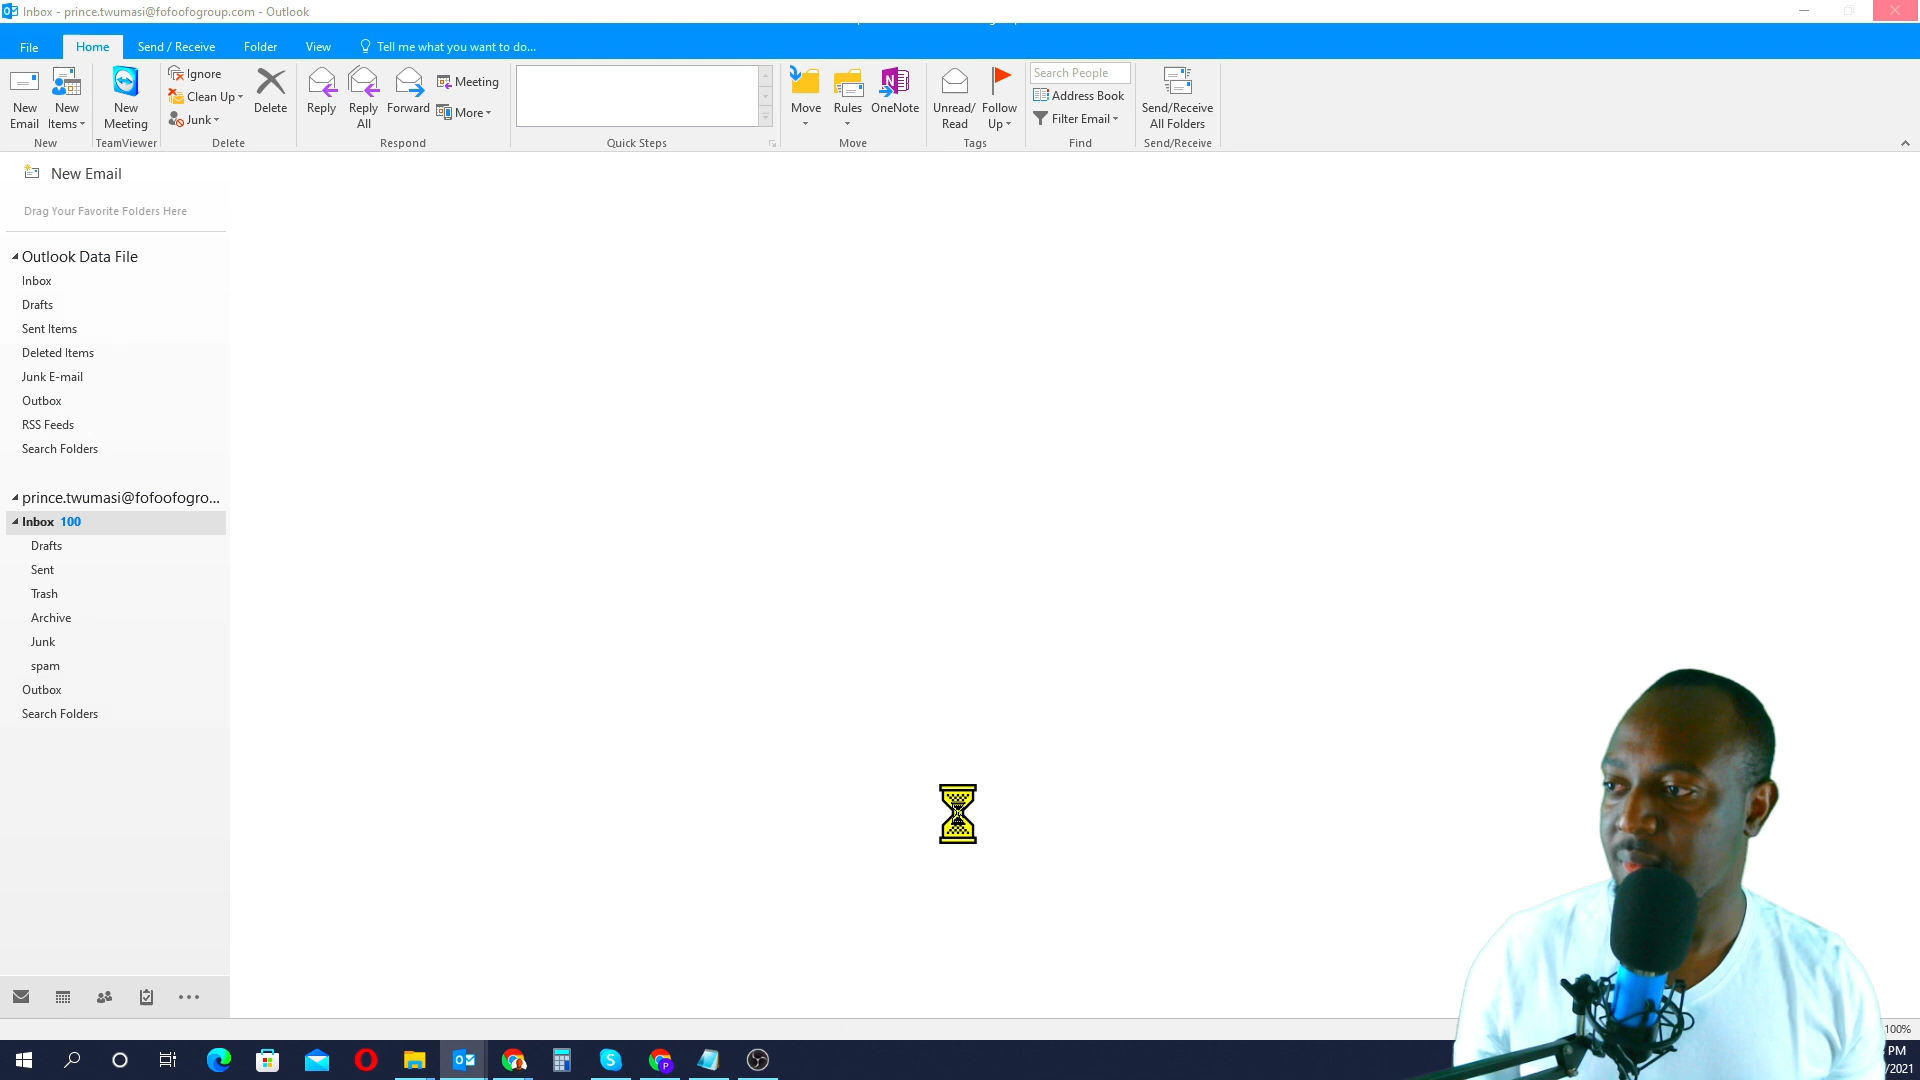 Inbox - prince.twumasi@fofoofogroup.com - Outlook
File Home Send / Receive Folder View Tell me what you want to do...
New Email
New Items
New
New Meeting
TeamViewer
Ignore
Clean Up
Junk
Delete
Delete
Reply
Reply All
Forward
Meeting
More
Respond
Quick Steps
Move
Rules
OneNote
Move
Unread/ Read
Follow Up
Tags
Search People
Address Book
Filter Email
Find
Send/Receive All Folders
Send/Receive
New Email
Drag Your Favorite Folders Here
Outlook Data File
Inbox
Drafts
Sent Items
Deleted Items
Junk E-mail
Outbox
RSS Feeds
Search Folders
prince.twumasi@fofoofogro...
Inbox 100
Drafts
Sent
Trash
Archive
Junk
spam
Outbox
Search Folders
100%
PM
/2021